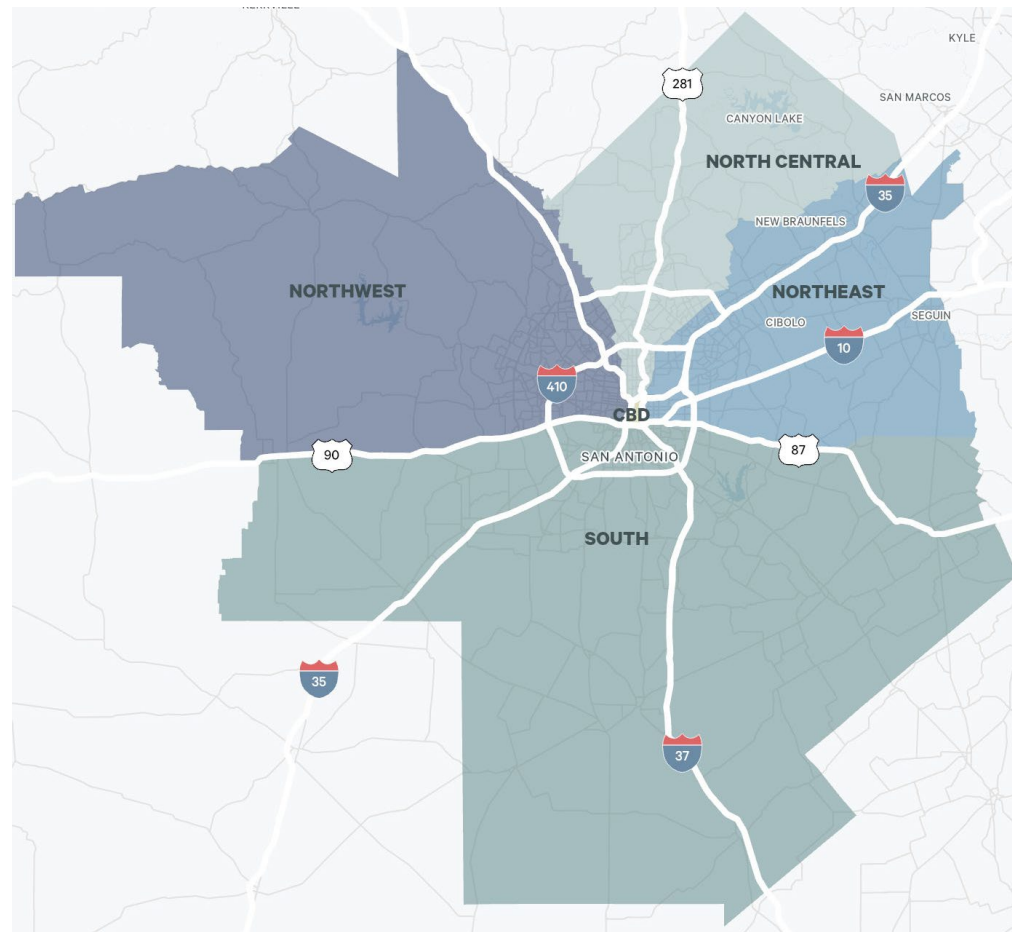 KYLE
281
SAN MARCOS
CANYON LAKE
NORTH CENTRAL
35
NEW BRAUNFELS
NORTHWEST
NORTHEAST
SEGUIN
CIBOLO
10
410
CBD
90
SAN ANTONIO
87
SOUTH
35
37